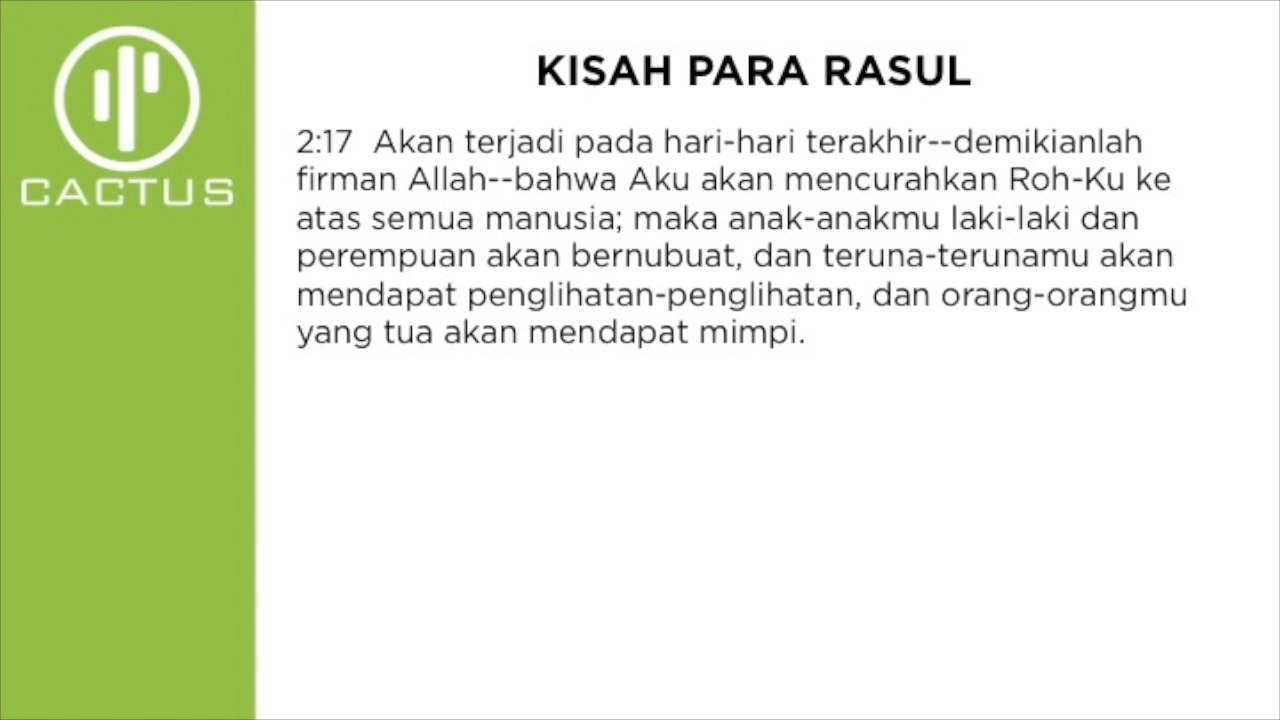 CACTUS
KISAH PARA RASUL
2:17 Akan terjadi pada hari-hari terakhir--demikianlah
firman Allah--bahwa Aku akan mencurahkan Roh-Ku ke
atas semua manusia; maka anak-anakmu laki-laki dan
perempuan akan bernubuat, dan teruna-terunamu akan
mendapat penglihatan-penglihatan, dan orang-orangmu
yang tua akan mendapat mimpi.